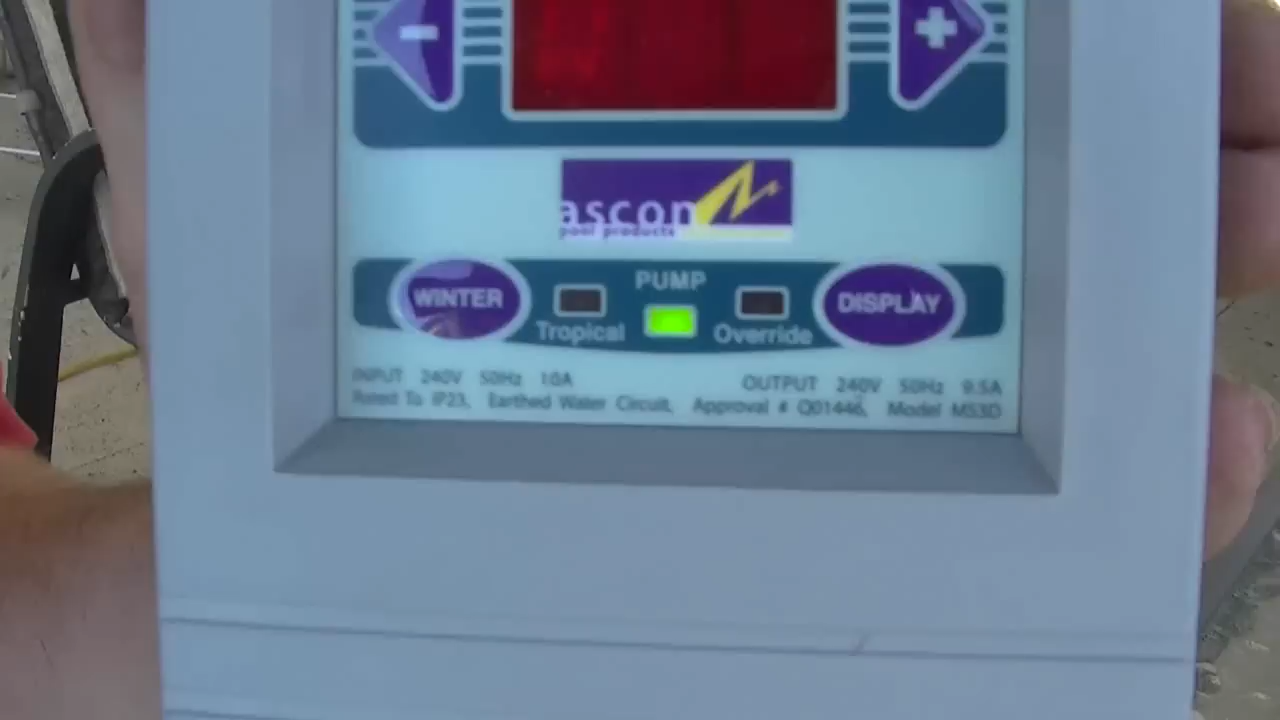 - +
ascon
pool products
PUMP
WINTER DISPLAY
Tropical Override
INPUT 240V 50Hz 10A OUTPUT 240V 50Hz 9.5A
Rated To IP23, Earthed Water Circuit, Approval # Q01446, Model MS3D